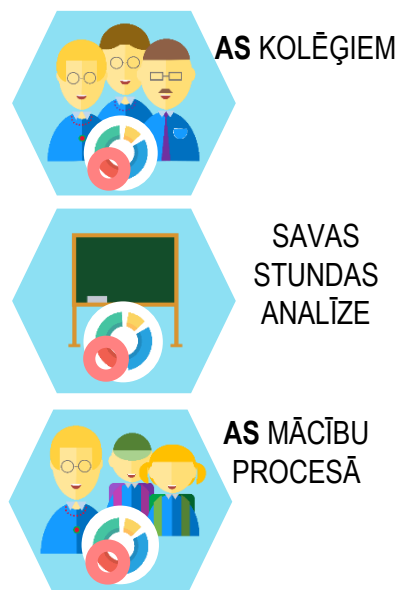 AS KOLĒĢIEM
SAVAS
STUNDAS
ANALĪZE
AS MĀCĪBU
PROCESĀ